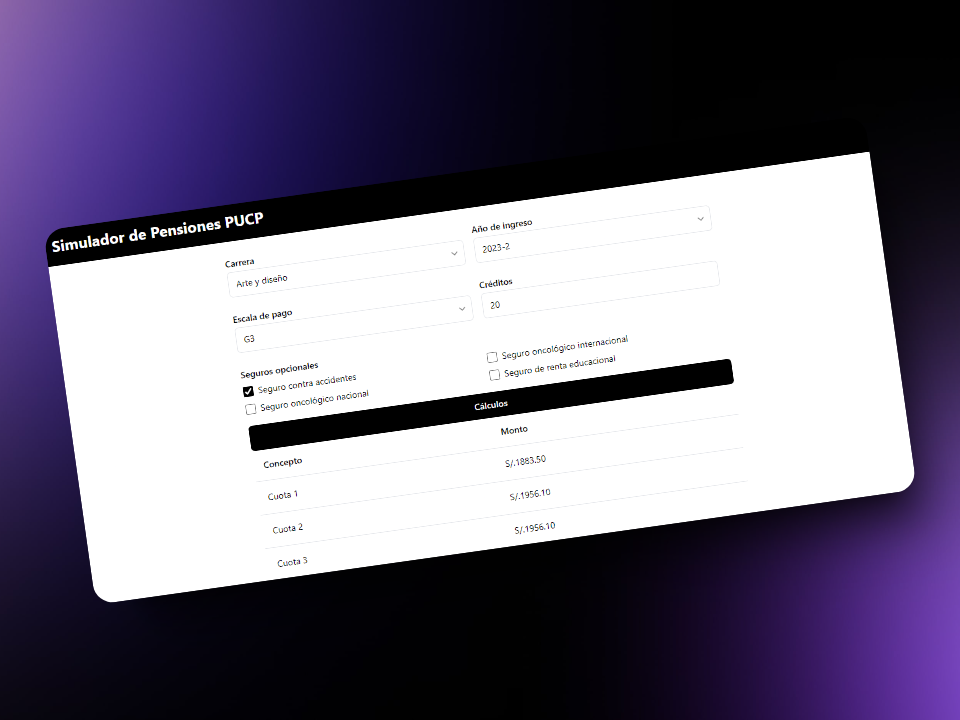 Simulador de Pensiones PUCP
Carrera
Arte y diseño
Año de ingreso
2023-2
Escala de pago
G3
Créditos
20
Seguros opcionales
Seguro contra accidentes
Seguro oncológico nacional
Seguro oncológico internacional
Seguro de renta educacional
Cálculos
Concepto Monto
Cuota 1 S/.1883.50
Cuota 2 S/.1956.10
Cuota 3 S/.1956.10